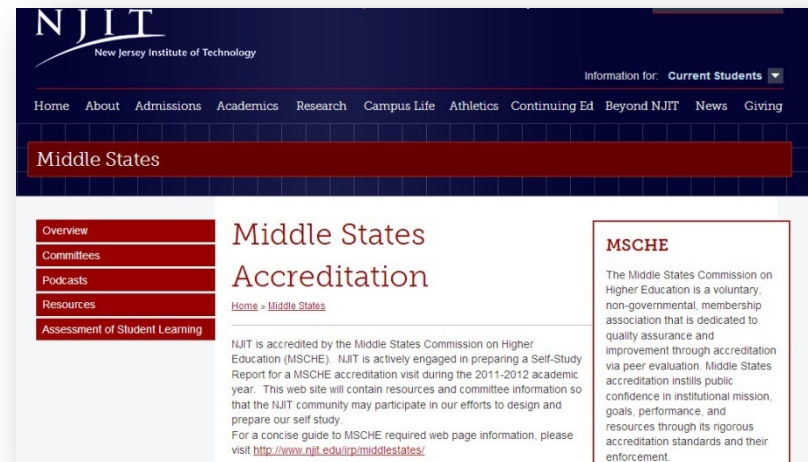 NJIT
New Jersey Institute of Technology
Information for: Current Students
Home About Admissions Academics Research Campus Life Athletics Continuing Ed Beyond NJIT News Giving
Middle States
Overview
Committees
Podcasts
Resources
Assessment of Student Learning
Middle States
Accreditation
Home » Middle States
NJIT is accredited by the Middle States Commission on Higher
Education (MSCHE). NJIT is actively engaged in preparing a Self-Study
Report for a MSCHE accreditation visit during the 2011-2012 academic
year. This web site will contain resources and committee information so
that the NJIT community may participate in our efforts to design and
prepare our self study.
For a concise guide to MSCHE required web page information, please
visit http://www.njit.edu/irp/middlestates/
MSCHE
The Middle States Commission on
Higher Education is a voluntary,
non-governmental, membership
association that is dedicated to
quality assurance and
improvement through accreditation
via peer evaluation. Middle States
accreditation instills public
confidence in institutional mission,
goals, performance, and
resources through its rigorous
accreditation standards and their
enforcement.